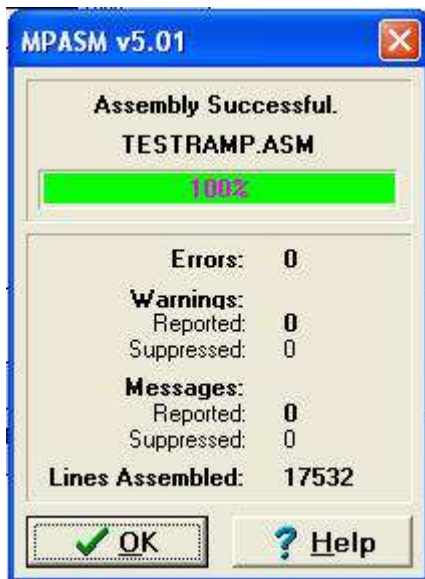 MPASM v5.01
Assembly Successful.
TESTRAMP.ASM
100%
Errors: 0
Warnings:
Reported: 0
Suppressed: 0
Messages:
Reported: 0
Suppressed: 0
Lines Assembled: 17532
OK
Help